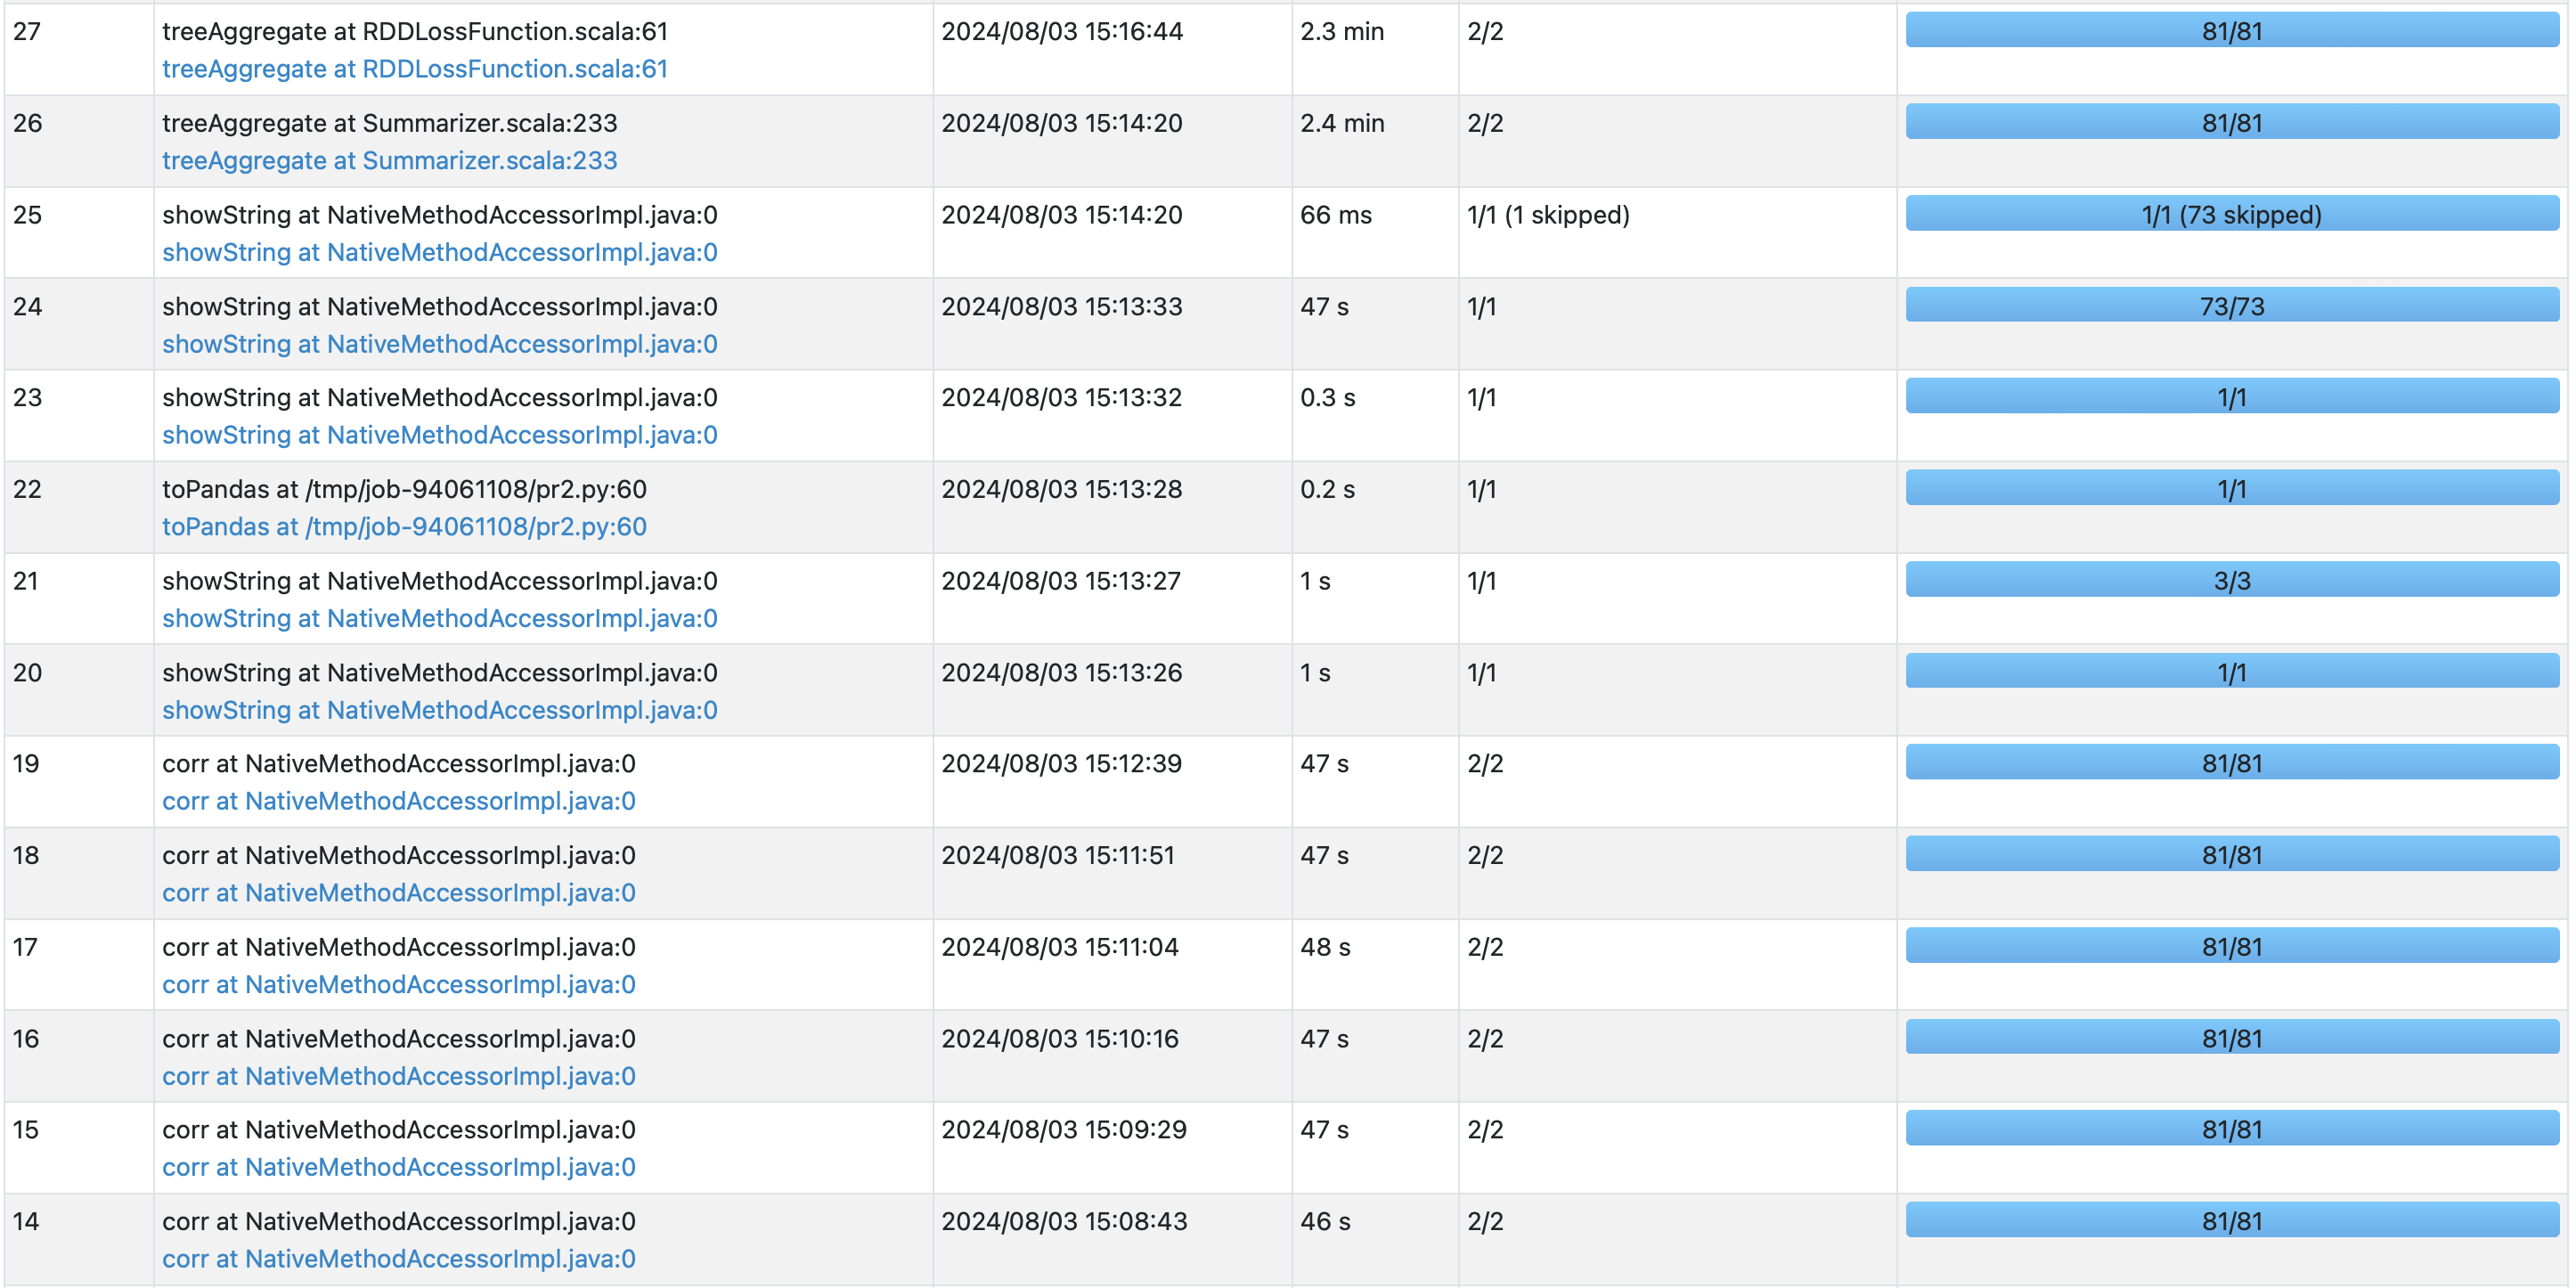 27 treeAggregate at RDDLossFunction.scala:61 2024/08/03 15:16:44 2.3 min 2/2 81/81
treeAggregate at RDDLossFunction.scala:61
26 treeAggregate at Summarizer.scala:233 2024/08/03 15:14:20 2.4 min 2/2 81/81
treeAggregate at Summarizer.scala:233
25 showString at NativeMethodAccessorImpl.java:0 2024/08/03 15:14:20 66 ms 1/1 (1 skipped) 1/1 (73 skipped)
showString at NativeMethodAccessorImpl.java:0
24 showString at NativeMethodAccessorImpl.java:0 2024/08/03 15:13:33 47 s 1/1 73/73
showString at NativeMethodAccessorImpl.java:0
23 showString at NativeMethodAccessorImpl.java:0 2024/08/03 15:13:32 0.3 s 1/1 1/1
showString at NativeMethodAccessorImpl.java:0
22 toPandas at /tmp/job-94061108/pr2.py:60 2024/08/03 15:13:28 0.2 s 1/1 1/1
toPandas at /tmp/job-94061108/pr2.py:60
21 showString at NativeMethodAccessorImpl.java:0 2024/08/03 15:13:27 1 s 1/1 3/3
showString at NativeMethodAccessorImpl.java:0
20 showString at NativeMethodAccessorImpl.java:0 2024/08/03 15:13:26 1 s 1/1 1/1
showString at NativeMethodAccessorImpl.java:0
19 corr at NativeMethodAccessorImpl.java:0 2024/08/03 15:12:39 47 s 2/2 81/81
corr at NativeMethodAccessorImpl.java:0
18 corr at NativeMethodAccessorImpl.java:0 2024/08/03 15:11:51 47 s 2/2 81/81
corr at NativeMethodAccessorImpl.java:0
17 corr at NativeMethodAccessorImpl.java:0 2024/08/03 15:11:04 48 s 2/2 81/81
corr at NativeMethodAccessorImpl.java:0
16 corr at NativeMethodAccessorImpl.java:0 2024/08/03 15:10:16 47 s 2/2 81/81
corr at NativeMethodAccessorImpl.java:0
15 corr at NativeMethodAccessorImpl.java:0 2024/08/03 15:09:29 47 s 2/2 81/81
corr at NativeMethodAccessorImpl.java:0
14 corr at NativeMethodAccessorImpl.java:0 2024/08/03 15:08:43 46 s 2/2 81/81
corr at NativeMethodAccessorImpl.java:0